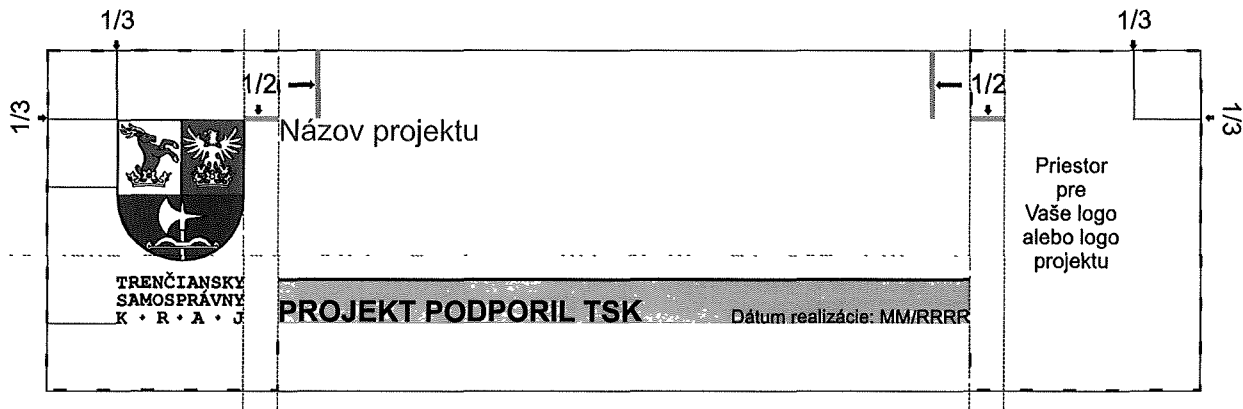 1/3
1/3
1/2
1/2
1/3
Názov projektu
1/3
Priestor
pre
Vaše logo
alebo logo
projektu
TRENČIANSKY
SAMOSPRÁVNY
K · R · A · J
PROJEKT PODPORIL TSK
Dátum realizácie: MM/RRRR